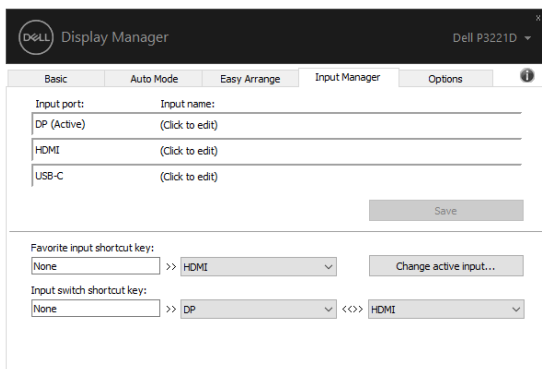 x
DELL Display Manager Dell P3221D
Basic Auto Mode Easy Arrange Input Manager Options i
Input port: Input name:
DP (Active) (Click to edit)
HDMI (Click to edit)
USB-C (Click to edit)
Save
Favorite input shortcut key:
None >> HDMI Change active input...
Input switch shortcut key:
None >> DP <<>> HDMI